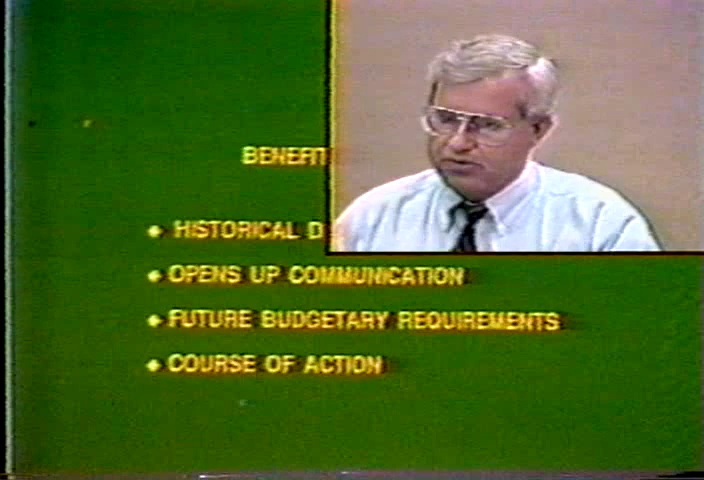 BENEFIT
◆ HISTORICAL D
◆ OPENS UP COMMUNICATION
◆ FUTURE BUDGETARY REQUIREMENTS
◆ COURSE OF ACTION